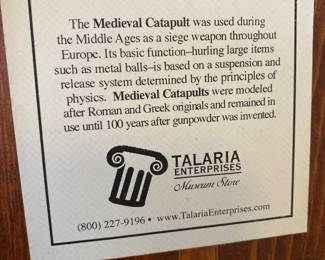 The Medieval Catapult was used during
the Middle Ages as a siege weapon throughout
Europe. Its basic function–hurling large items
such as metal balls–is based on a suspension and
release system determined by the principles of
physics. Medieval Catapults were modeled
after Roman and Greek originals and remained in
use until 100 years after gunpowder was invented.
TALARIA
ENTERPRISES
Museum Store
(800) 227-9196 • www.TalariaEnterprises.com